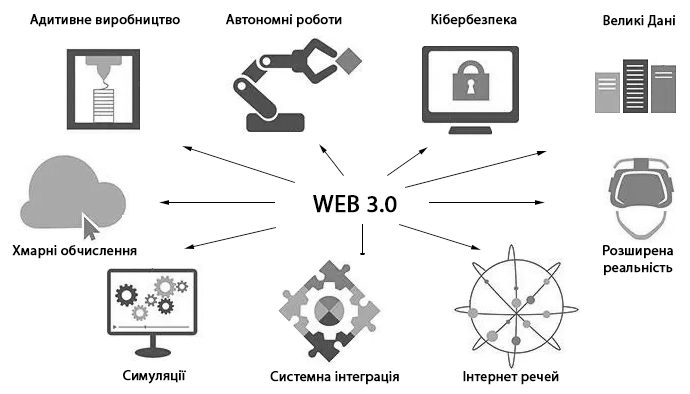 Адитивне виробництво
Автономні роботи
Кібербезпека
Великі Дані
WEB 3.0
Хмарні обчислення
Розширена
реальність
Симуляції
Системна інтеграція
Інтернет речей